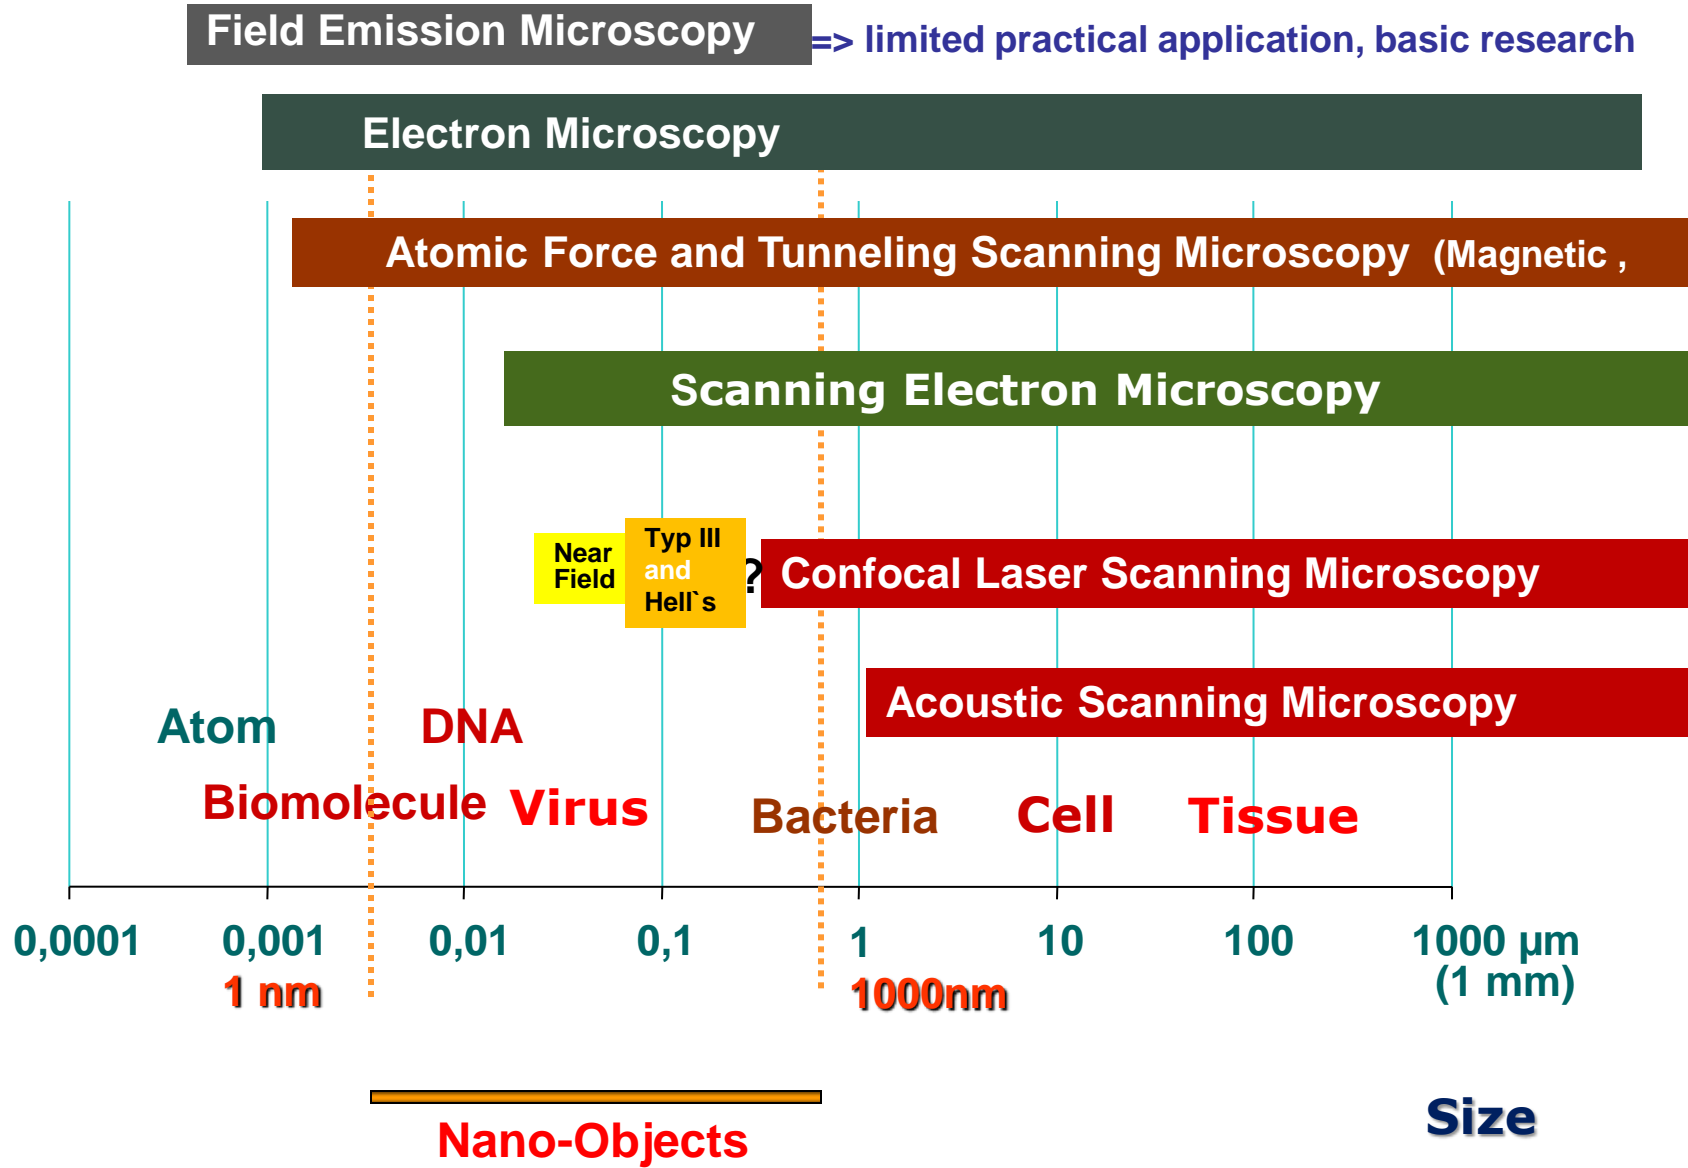 Field Emission Microscopy
=> limited practical application, basic research
Electron Microscopy
Atomic Force and Tunneling Scanning Microscopy (Magnetic ,
Scanning Electron Microscopy
Near
Field
Typ III
and
Hell`s
?
Confocal Laser Scanning Microscopy
Acoustic Scanning Microscopy
Atom
DNA
Biomolecule
Virus
Bacteria
Cell
Tissue
0,0001
0,001
0,01
0,1
1
10
100
1000 µm
(1 mm)
1 nm
1000nm
Nano-Objects
Size